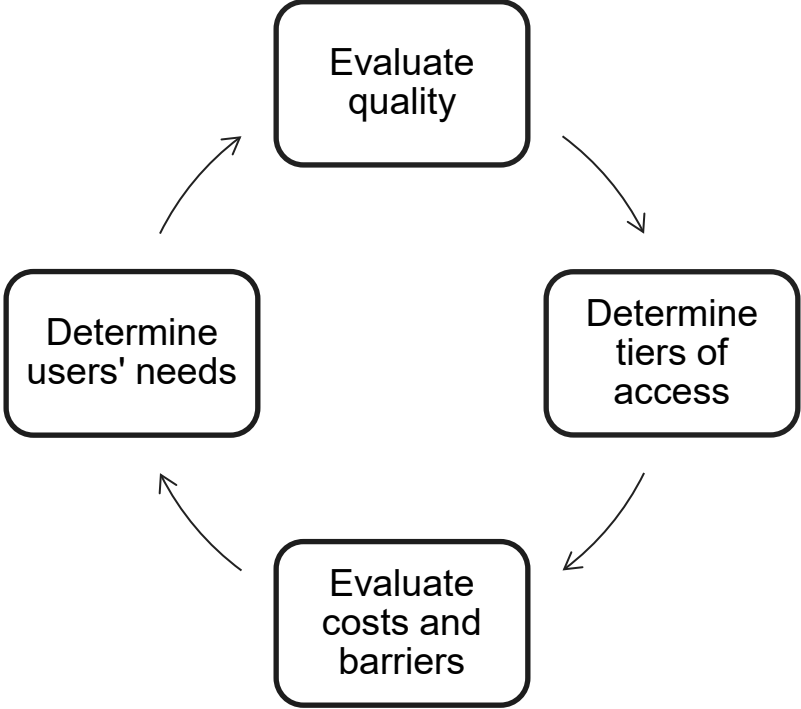 Evaluate
quality
Determine
tiers of
access
Evaluate
costs and
barriers
Determine
users' needs